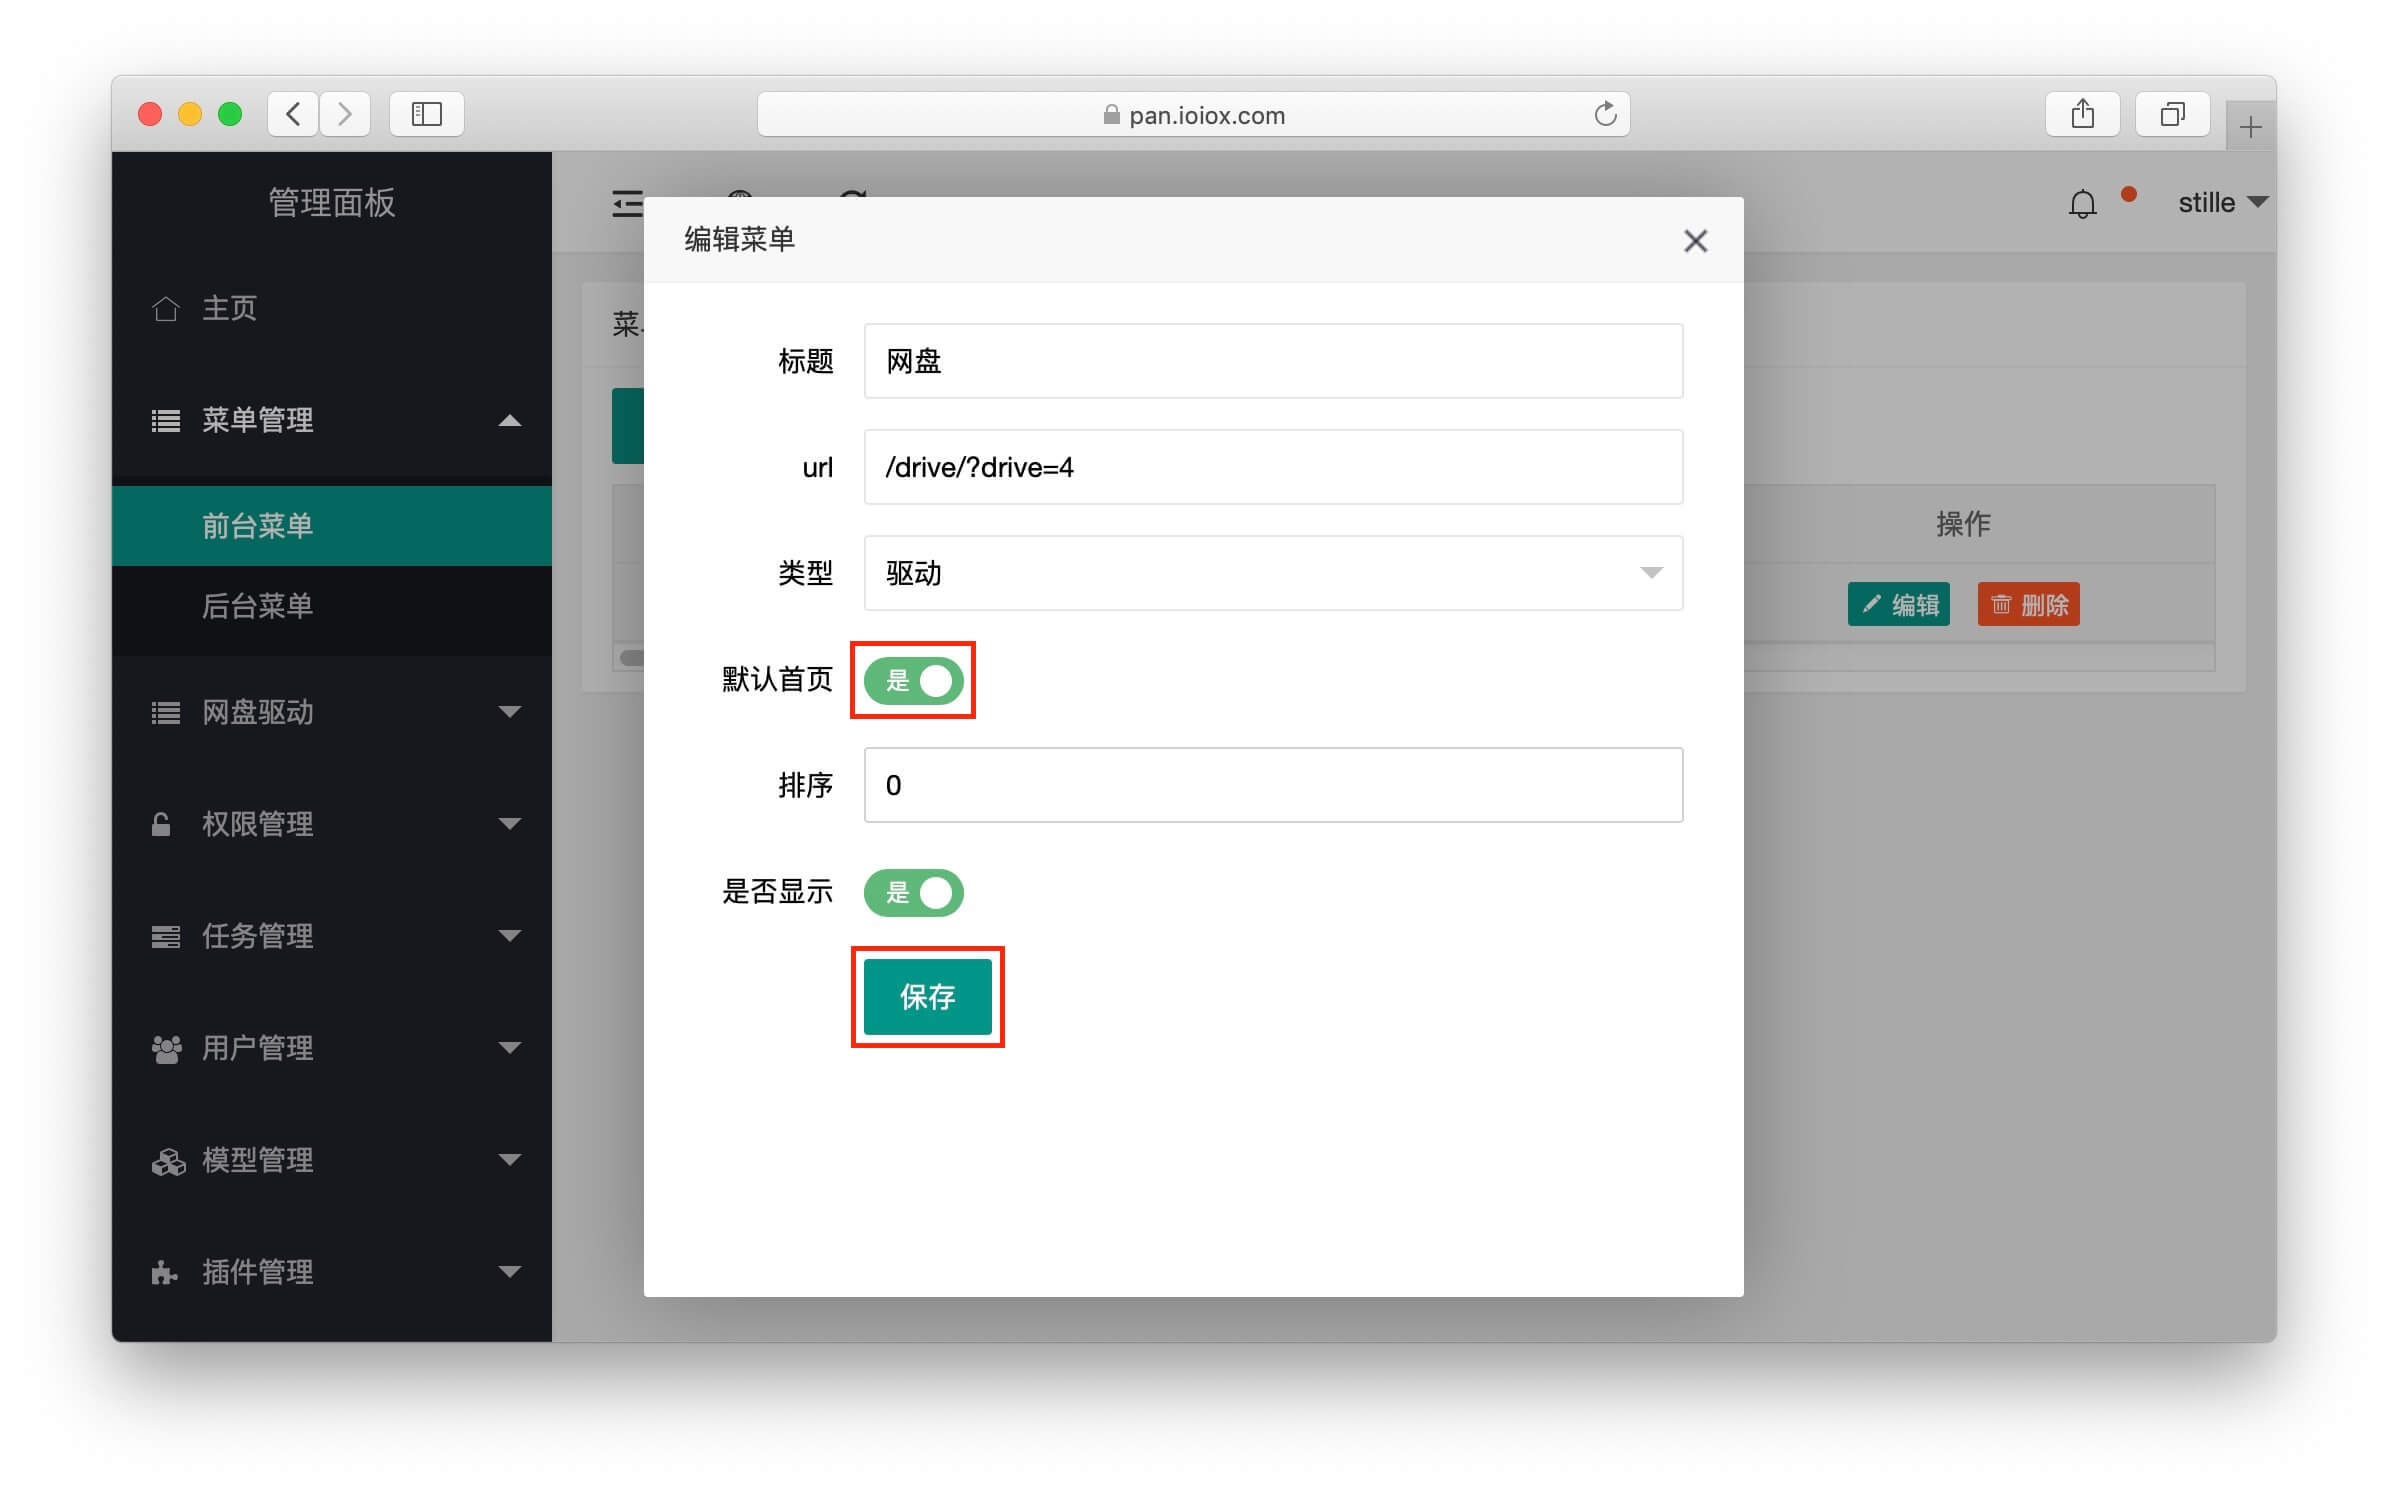 pan.ioiox.com
管理面板
stille
主页
菜单管理
前台菜单
后台菜单
网盘驱动
权限管理
任务管理
用户管理
模型管理
插件管理
菜
操作
编辑
删除
编辑菜单
标题
网盘
url
/drive/?drive=4
类型
驱动
默认首页
是
排序
0
是否显示
是
保存